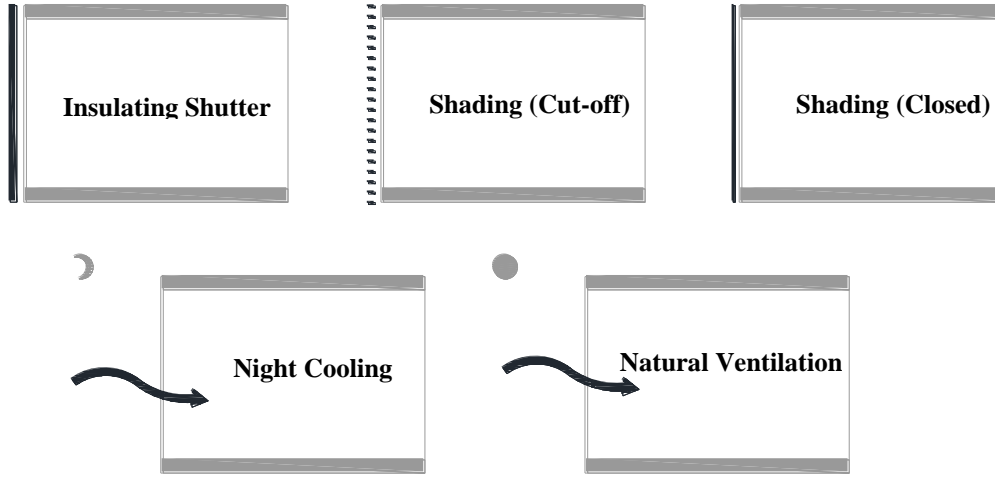 Insulating Shutter
Shading (Cut-off)
Shading (Closed)
Night Cooling
Natural Ventilation